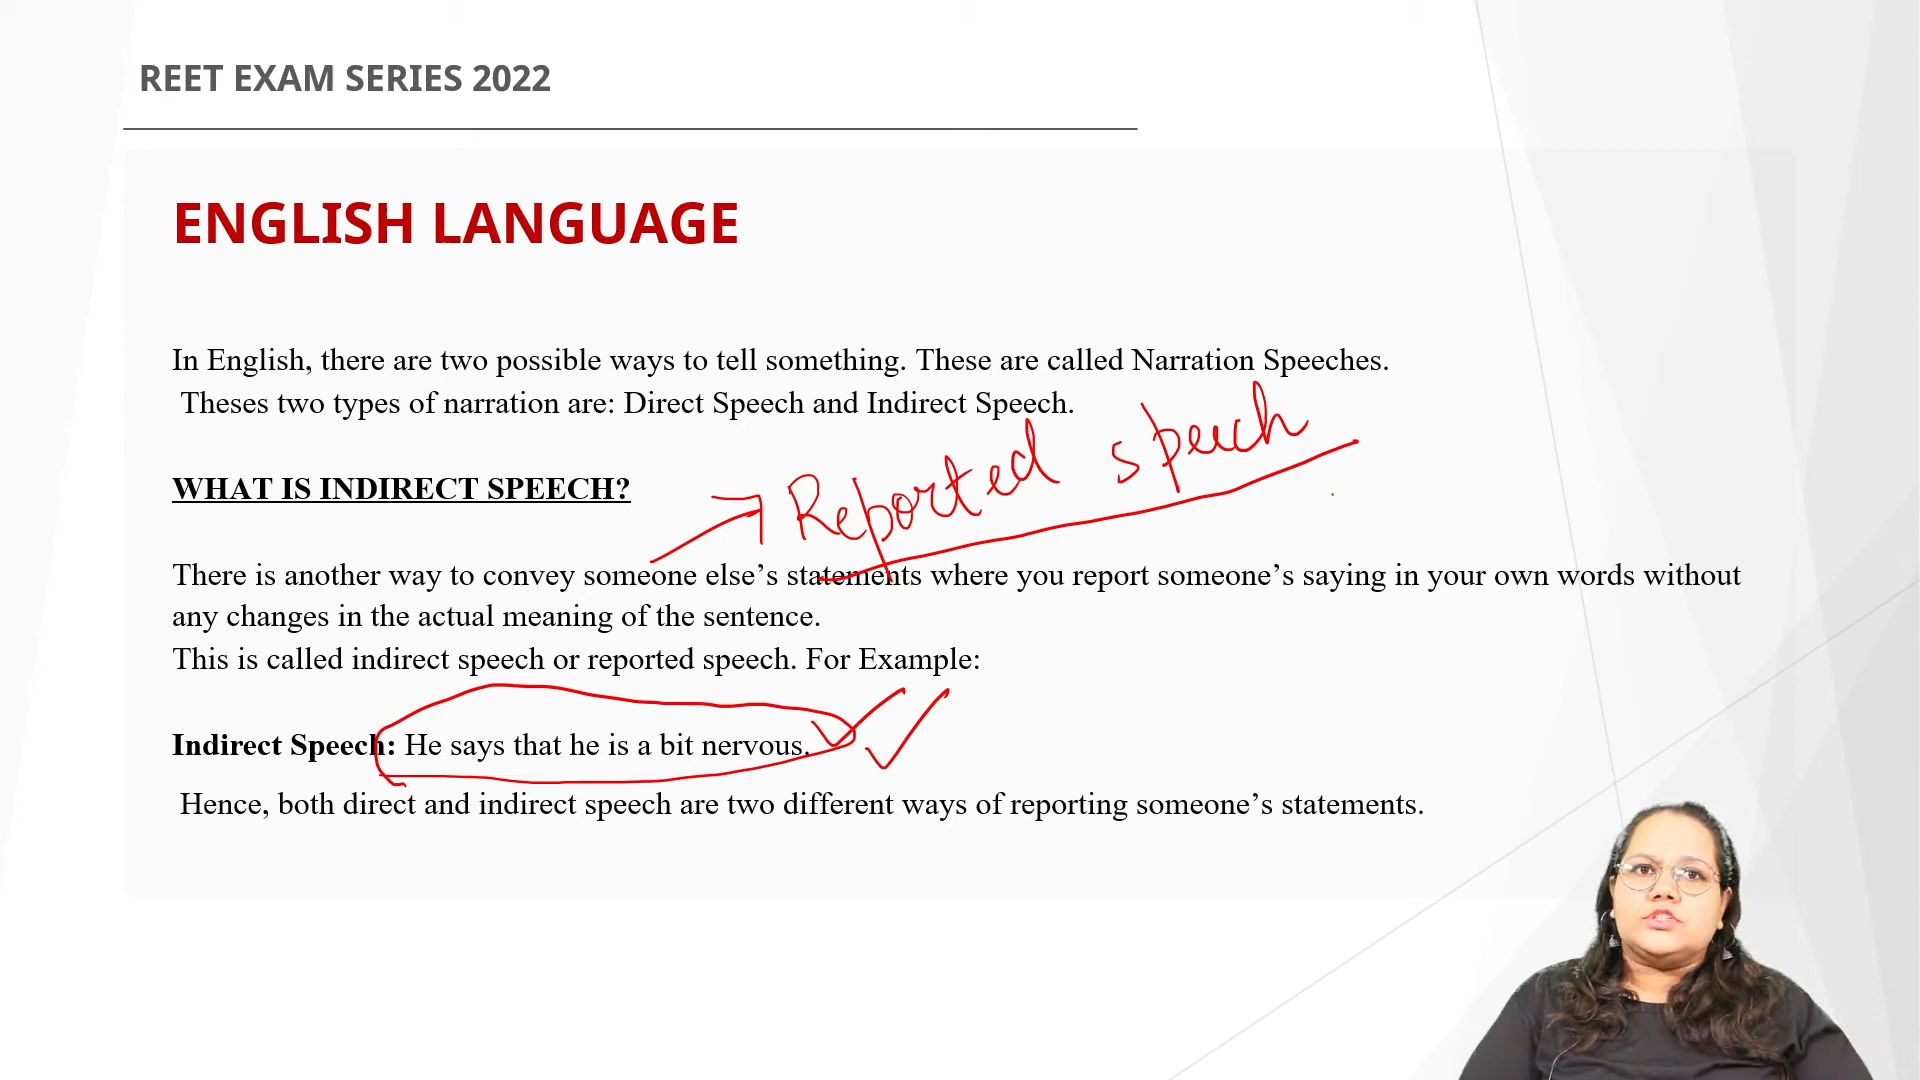 REET EXAM SERIES 2022
ENGLISH LANGUAGE
In English, there are two possible ways to tell something. These are called Narration Speeches.
Theses two types of narration are: Direct Speech and Indirect Speech.
Reported speech
WHAT IS INDIRECT SPEECH?
There is another way to convey someone else’s statements where you report someone’s saying in your own words without
any changes in the actual meaning of the sentence.
This is called indirect speech or reported speech. For Example:
Indirect Speech: He says that he is a bit nervous.
Hence, both direct and indirect speech are two different ways of reporting someone’s statements.